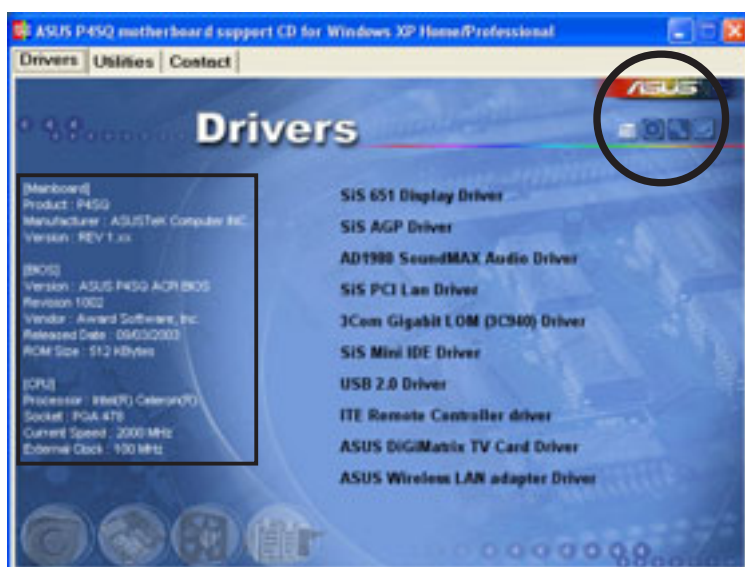 ASUS P4SQ motherboard support CD for Windows XP Home/Professional
Drivers Utilities Contact
ASUS
Drivers
[Mainboard]
Product : P4SQ
Manufacturer : ASUSTeK Computer INC.
Version : REV 1.xx
[BIOS]
Version : ASUS P4SQ ACPI BIOS
Revision 1002
Vendor : Award Software, Inc.
Released Date : 09/03/2003
ROM Size : 512 KBytes
[CPU]
Processor : Intel(R) Celeron(R)
Socket : PGA 478
Current Speed : 2000 MHz
External Clock : 100 MHz
SiS 651 Display Driver
SiS AGP Driver
AD1980 SoundMAX Audio Driver
SiS PCI Lan Driver
3Com Gigabit LOM (3C940) Driver
SiS Mini IDE Driver
USB 2.0 Driver
ITE Remote Controller driver
ASUS DiGiMatrix TV Card Driver
ASUS Wireless LAN adapter Driver